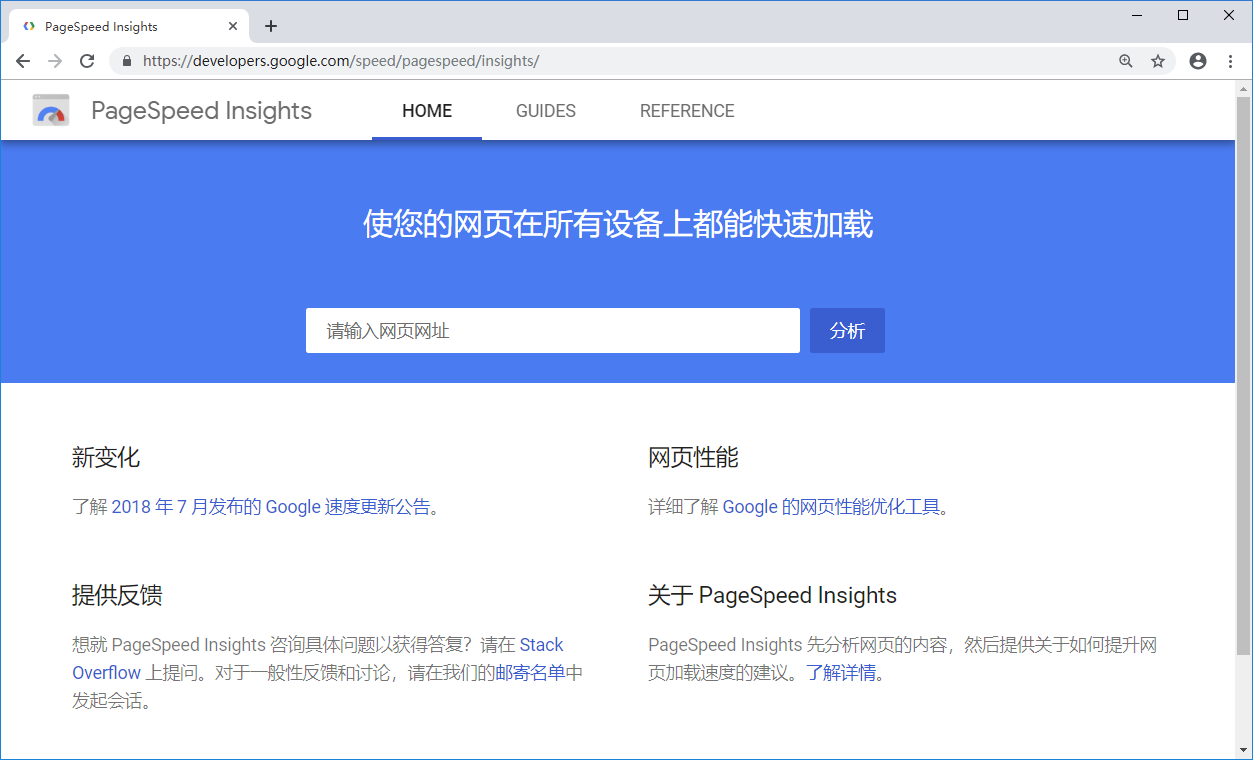 PageSpeed Insights
https://developers.google.com/speed/pagespeed/insights/
PageSpeed Insights
HOME
GUIDES
REFERENCE
使您的网页在所有设备上都能快速加载
请输入网页网址
分析
新变化
了解 2018 年 7 月发布的 Google 速度更新公告。
网页性能
详细了解 Google 的网页性能优化工具。
提供反馈
想就 PageSpeed Insights 咨询具体问题以获得答复？请在 Stack
Overflow 上提问。对于一般性反馈和讨论，请在我们的邮寄名单中
发起会话。
关于 PageSpeed Insights
PageSpeed Insights 先分析网页的内容，然后提供关于如何提升网
页加载速度的建议。了解详情。